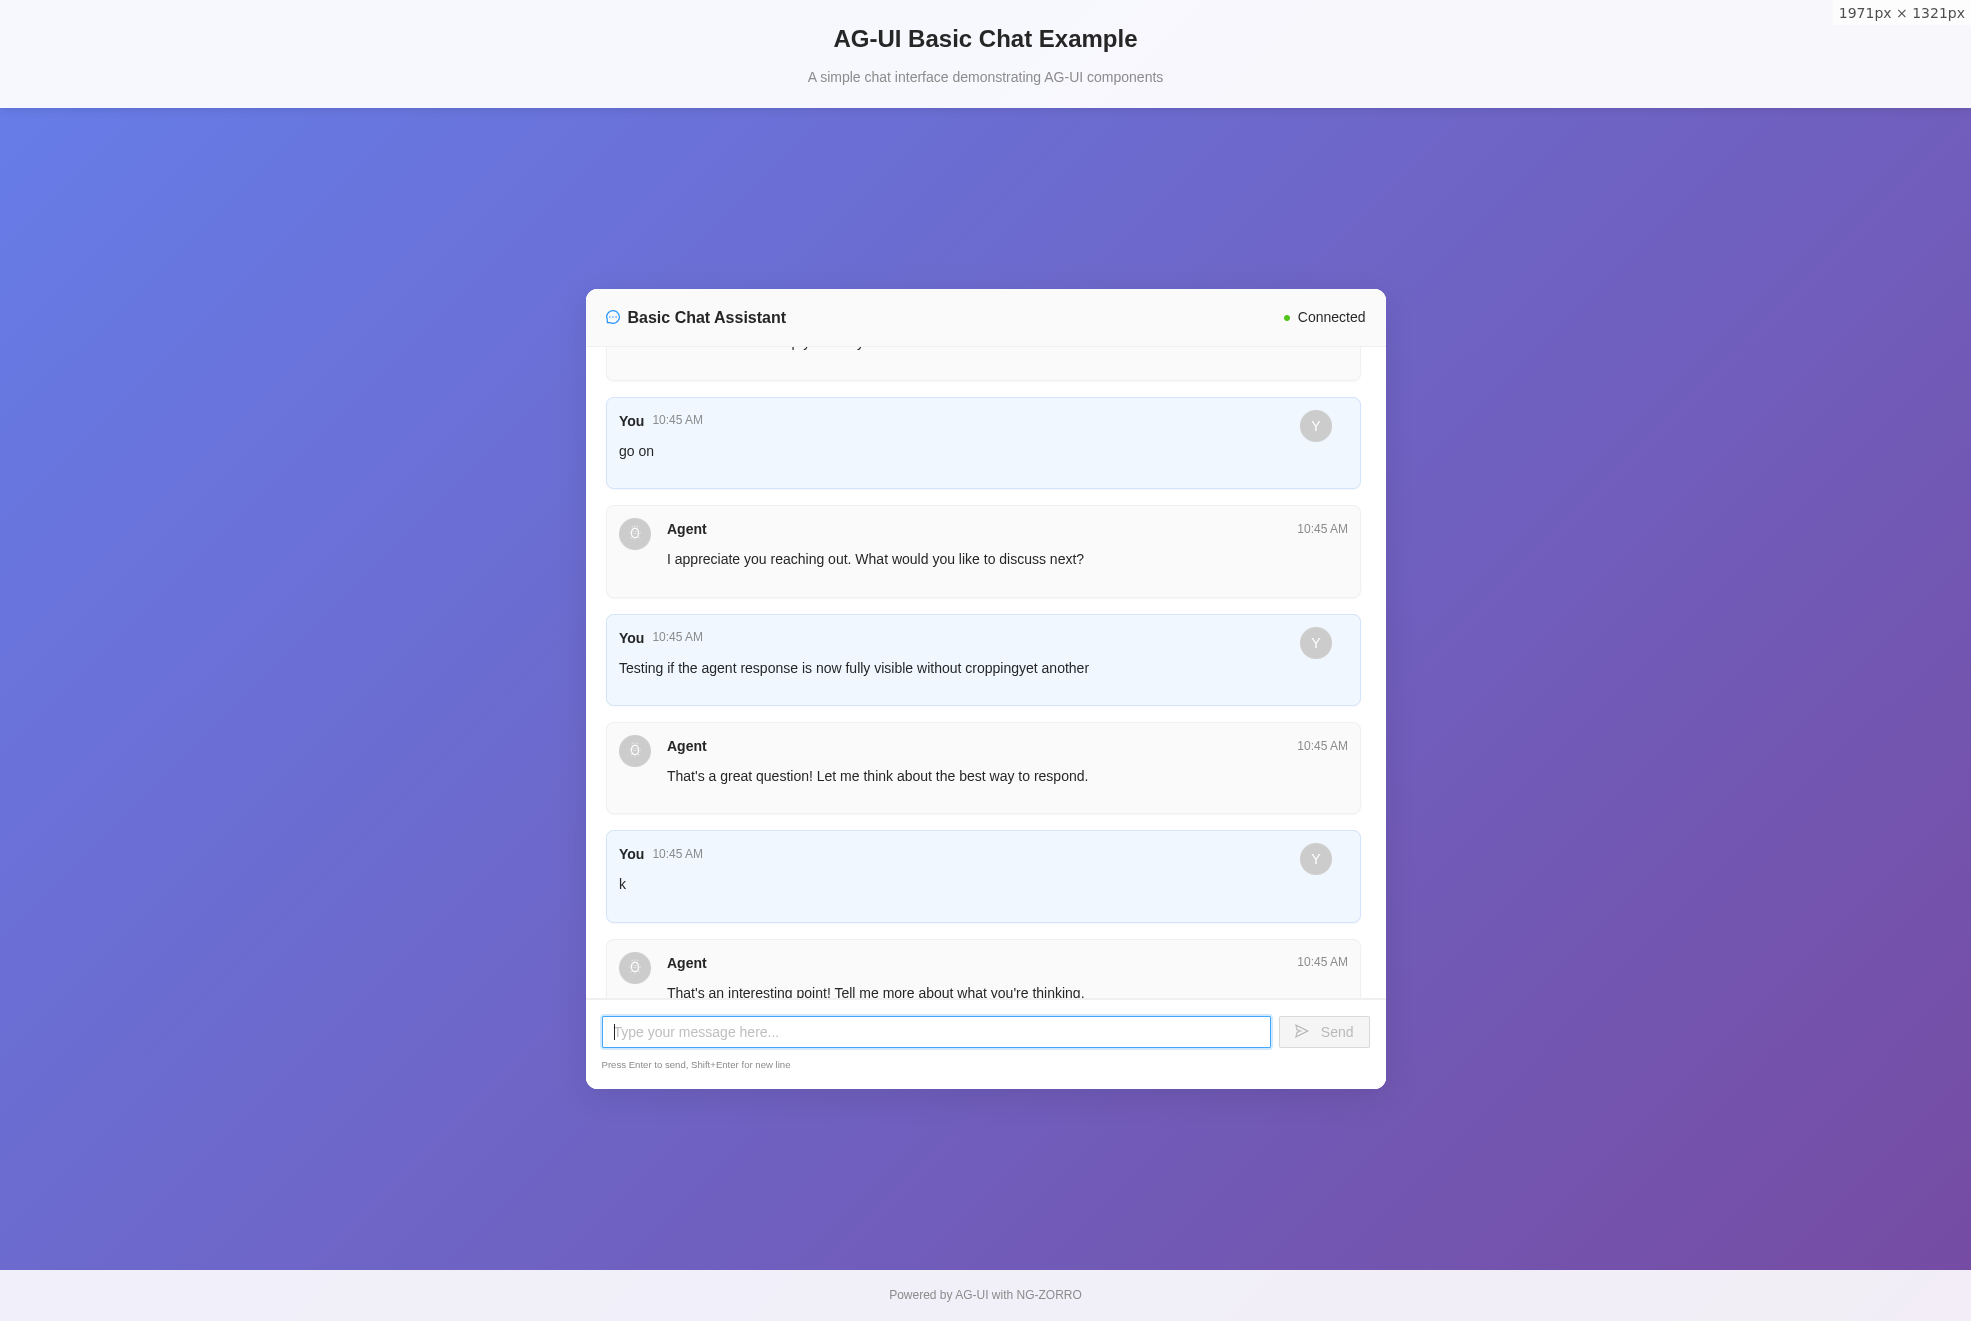 1971px × 1321px
AG-UI Basic Chat Example
A simple chat interface demonstrating AG-UI components
Basic Chat Assistant
Connected
You 10:45 AM
Y
go on
Agent 10:45 AM
I appreciate you reaching out. What would you like to discuss next?
You 10:45 AM
Y
Testing if the agent response is now fully visible without croppingyet another
Agent 10:45 AM
That's a great question! Let me think about the best way to respond.
You 10:45 AM
Y
k
Agent 10:45 AM
That's an interesting point! Tell me more about what you're thinking.
Type your message here...
Send
Press Enter to send, Shift+Enter for new line
Powered by AG-UI with NG-ZORRO